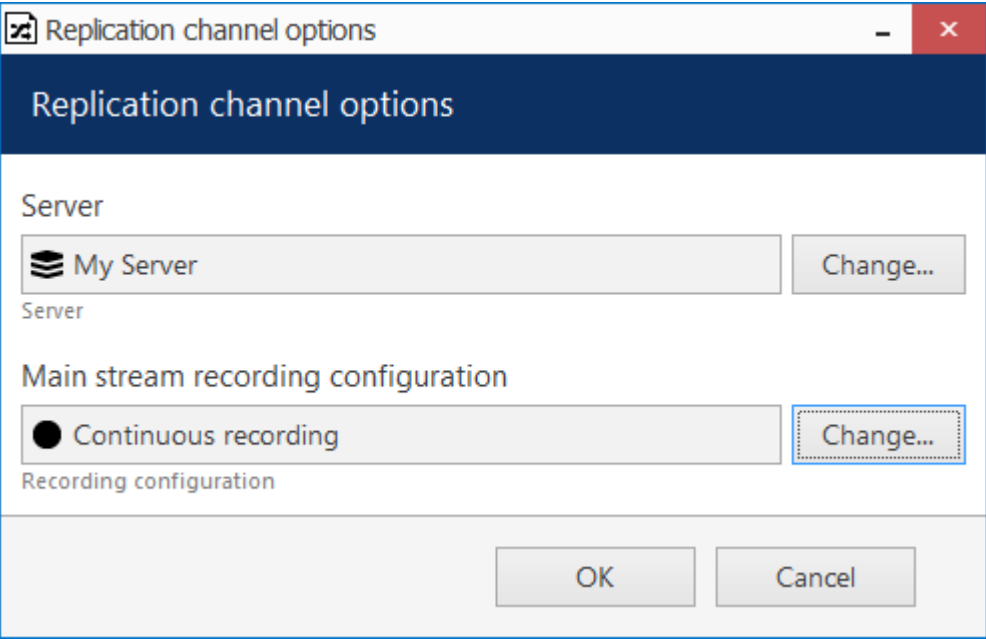 Replication channel options
Replication channel options
Server
My Server
Change...
Server
Main stream recording configuration
Continuous recording
Change...
Recording configuration
OK
Cancel